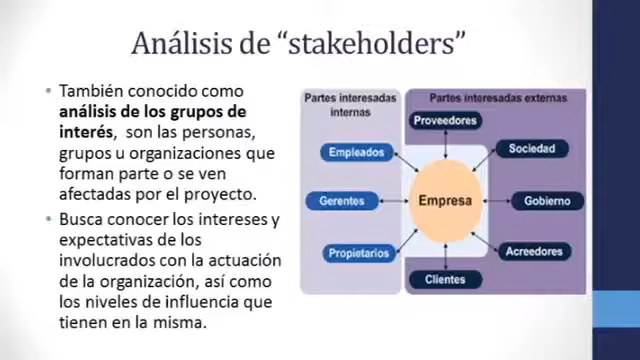 Análisis de “stakeholders”
• También conocido como
análisis de los grupos de
interés, son las personas,
grupos u organizaciones que
forman parte o se ven
afectadas por el proyecto.
• Busca conocer los intereses y
expectativas de los
involucrados con la actuación
de la organización, así como
los niveles de influencia que
tienen en la misma.
Partes interesadas
internas
Partes interesadas externas
Proveedores
Empleados
Sociedad
Gerentes
Empresa
Gobierno
Propietarios
Acreedores
Clientes